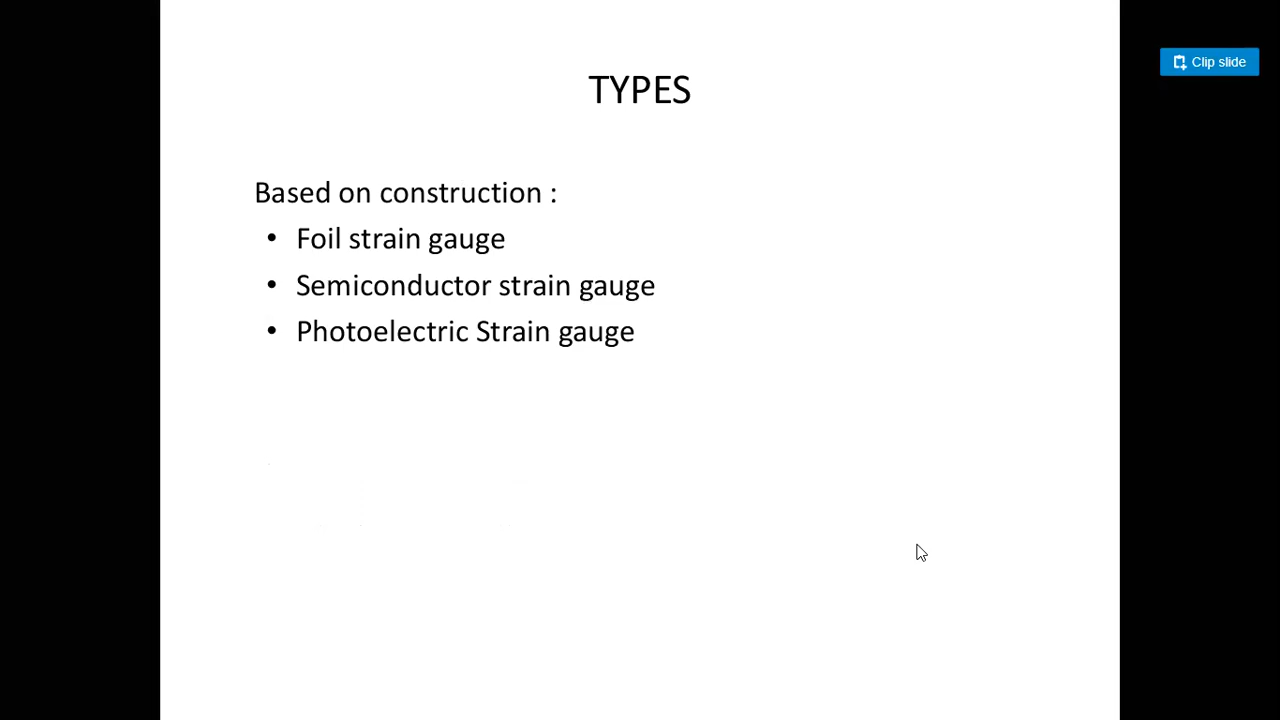 TYPES
Clip slide
Based on construction :
• Foil strain gauge
• Semiconductor strain gauge
• Photoelectric Strain gauge